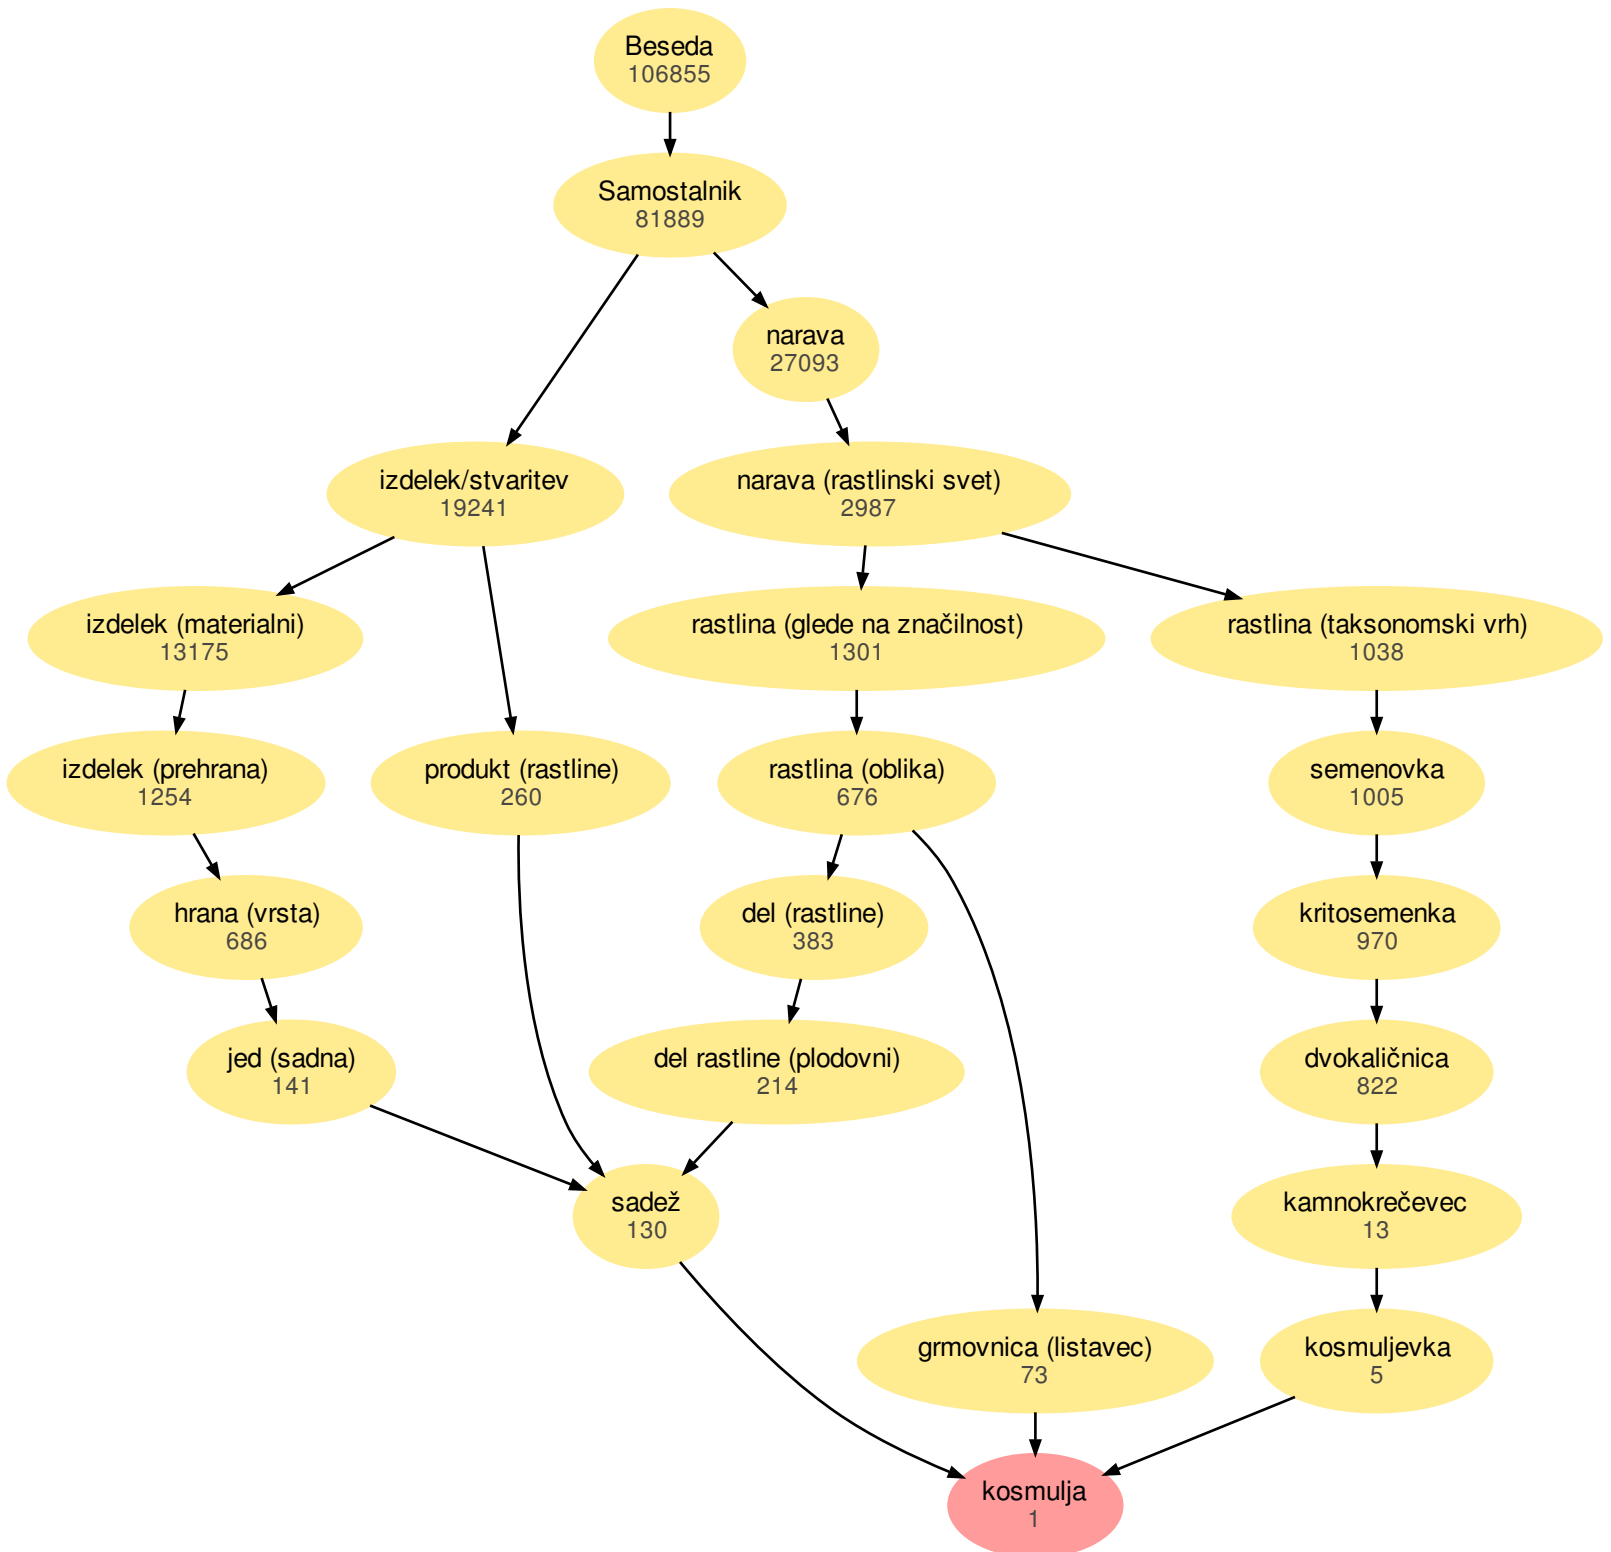 Beseda
106855
Samostalnik
81889
narava
27093
izdelek/stvaritev
19241
narava (rastlinski svet)
2987
izdelek (materialni)
13175
rastlina (glede na značilnost)
1301
rastlina (taksonomski vrh)
1038
izdelek (prehrana)
1254
produkt (rastline)
260
rastlina (oblika)
676
semenovka
1005
hrana (vrsta)
686
del (rastline)
383
kritosemenka
970
jed (sadna)
141
del rastline (plodovni)
214
dvokaličnica
822
sadež
130
kamnokrečevec
13
grmovnica (listavec)
73
kosmuljevka
5
kosmulja
1